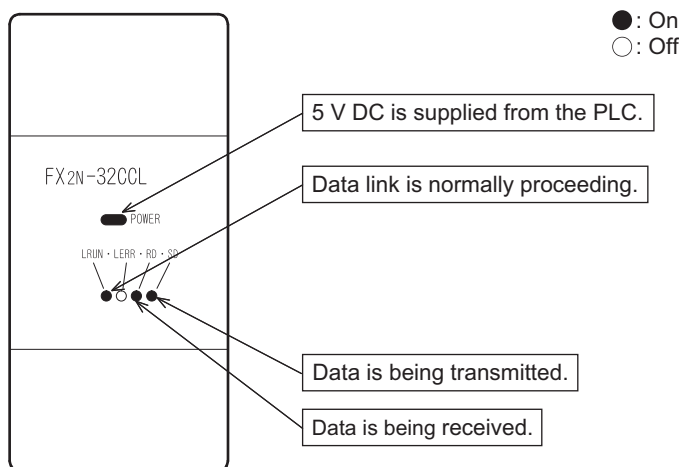 ●: On
○: Off
5 V DC is supplied from the PLC.
FX2N-32CCL
Data link is normally proceeding.
POWER
LRUN・LERR・RD・SD
Data is being transmitted.
Data is being received.